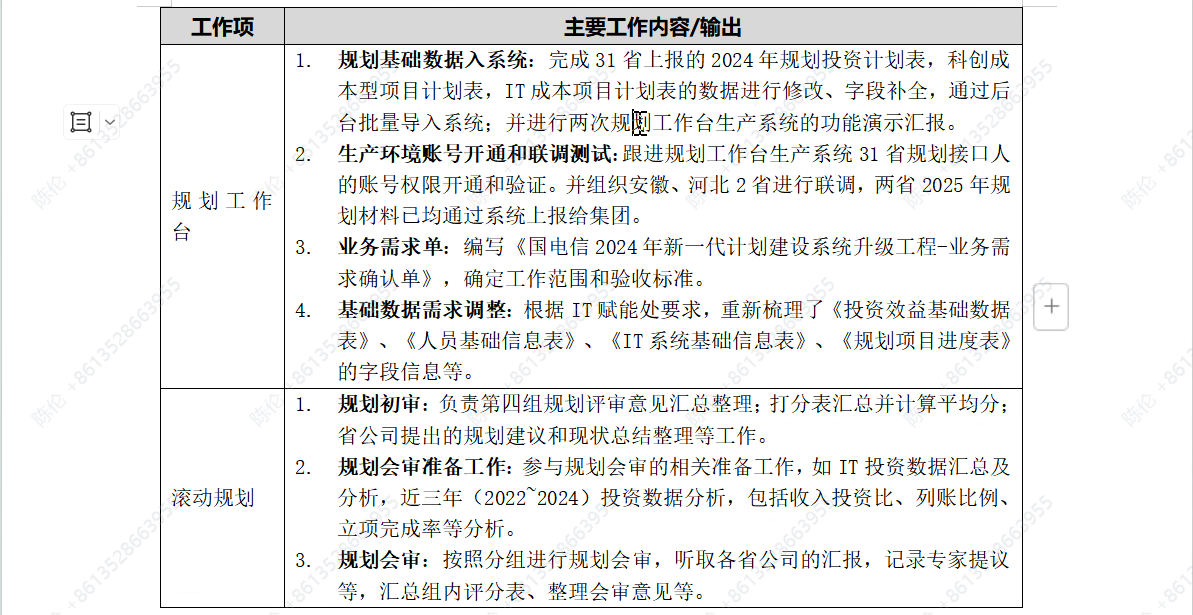 工作项 主要工作内容/输出
规划工作
台
1. 规划基础数据入系统：完成 31 省上报的 2024 年规划投资计划表，科创成
本型项目计划表，IT 成本项目计划表的数据进行修改、字段补全，通过后
台批量导入系统；并进行两次规划工作台生产系统的功能演示汇报。
2. 生产环境账号开通和联调测试：跟进规划工作台生产系统 31 省规划接口人
的账号权限开通和验证。并组织安徽、河北 2 省进行联调，两省 2025 年规
划材料已均通过系统上报给集团。
3. 业务需求单：编写《国电信 2024 年新一代计划建设系统升级工程-业务需
求确认单》，确定工作范围和验收标准。
4. 基础数据需求调整：根据 IT 赋能处要求，重新梳理了《投资效益基础数据
表》、《人员基础信息表》、《IT 系统基础信息表》、《规划项目进度表》
的字段信息等。
滚动规划
1. 规划初审：负责第四组规划评审意见汇总整理；打分表汇总并计算平均分；
省公司提出的规划建议和现状总结整理等工作。
2. 规划会审准备工作：参与规划会审的相关准备工作，如 IT 投资数据汇总及
分析，近三年（2022~2024）投资数据分析，包括收入投资比、列账比例、
立项完成率等分析。
3. 规划会审：按照分组进行规划会审，听取各省公司的汇报，记录专家提议
等，汇总组内评分表、整理会审意见等。
陈伦 +8613528663955